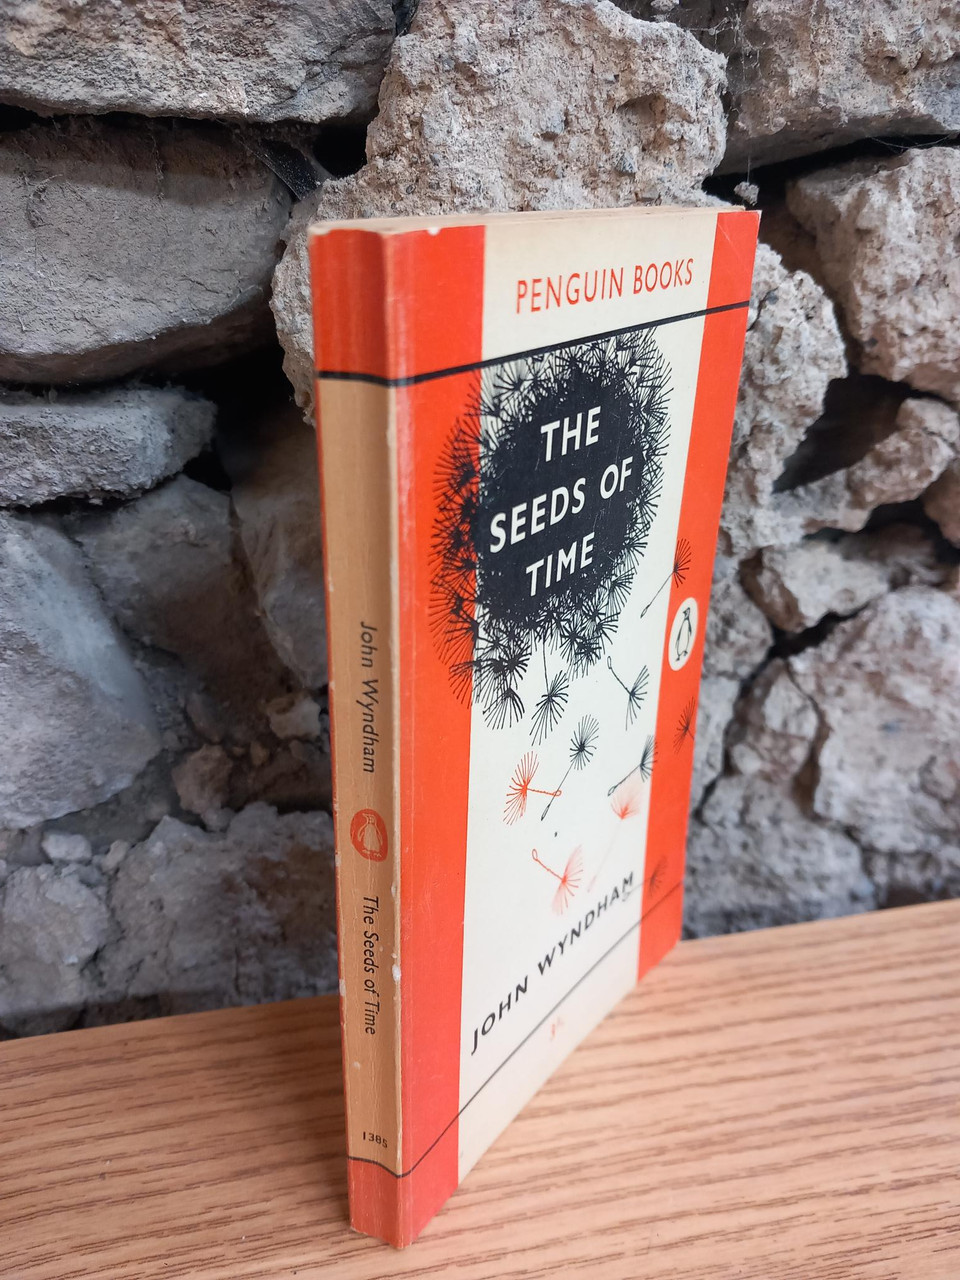 PENGUIN BOOKS
THE
SEEDS OF
TIME
JOHN WYNDHAM
John Wyndham
The Seeds of Time
1385